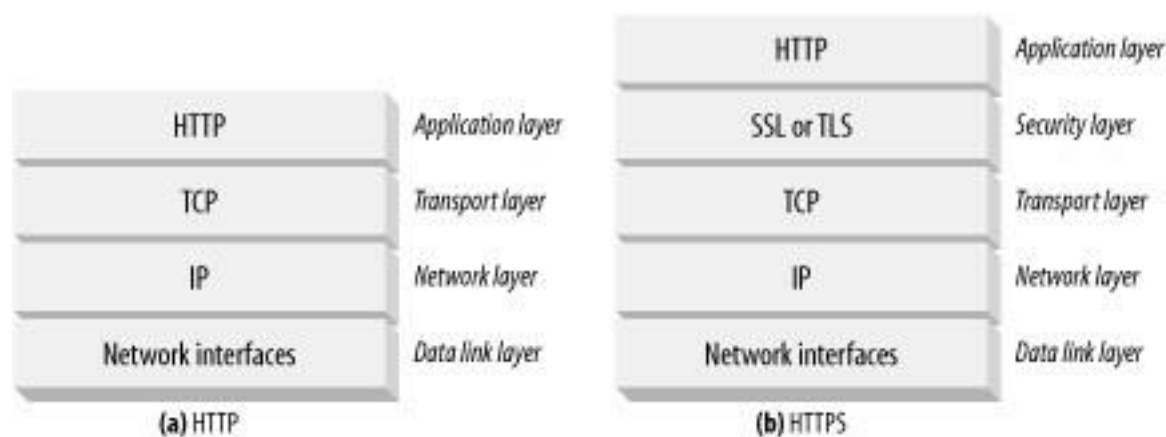 HTTP Application layer
TCP Transport layer
IP Network layer
Network interfaces Data link layer
(a) HTTP
HTTP Application layer
SSL or TLS Security layer
TCP Transport layer
IP Network layer
Network interfaces Data link layer
(b) HTTPS